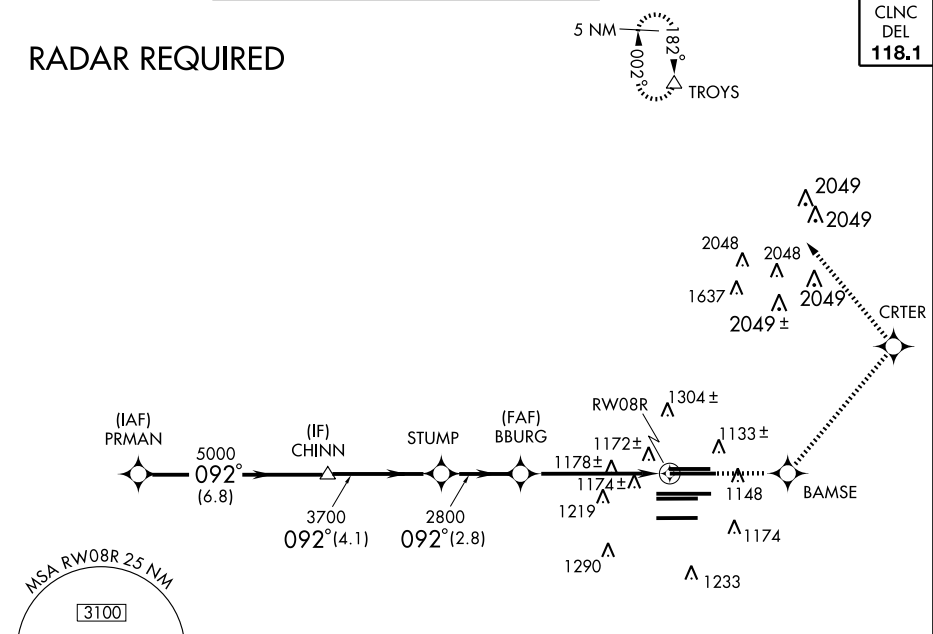 CLNC
DEL
118.1
RADAR REQUIRED
5 NM
182°
002°
TROYS
2049
2049
2048
2048
1637
2049
2049±
CRTER
(IAF)
PRMAN
(IF)
CHINN
STUMP
(FAF)
BBURG
RW08R
1304±
1172±
1133±
5000
092°
(6.8)
1178±
1174±
1148
BAMSE
1219
3700
092°(4.1)
2800
092°(2.8)
1174
1290
1233
MSA RW08R 25 NM
3100